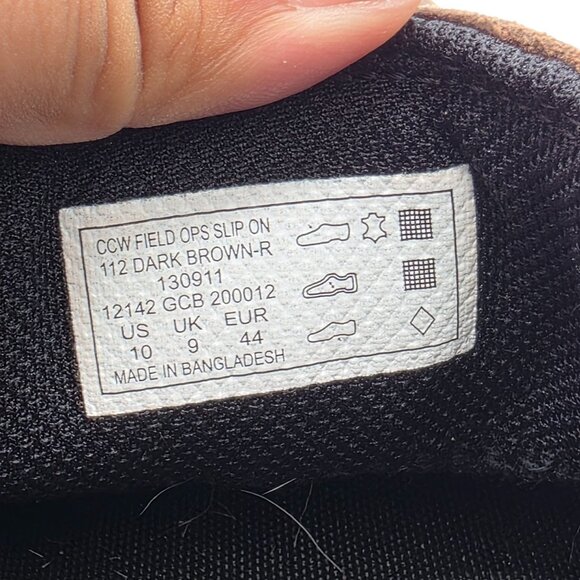 CCW FIELD OPS SLIP ON
112 DARK BROWN-R
130911
12142 GCB 200012
US UK EUR
10 9 44
MADE IN BANGLADESH